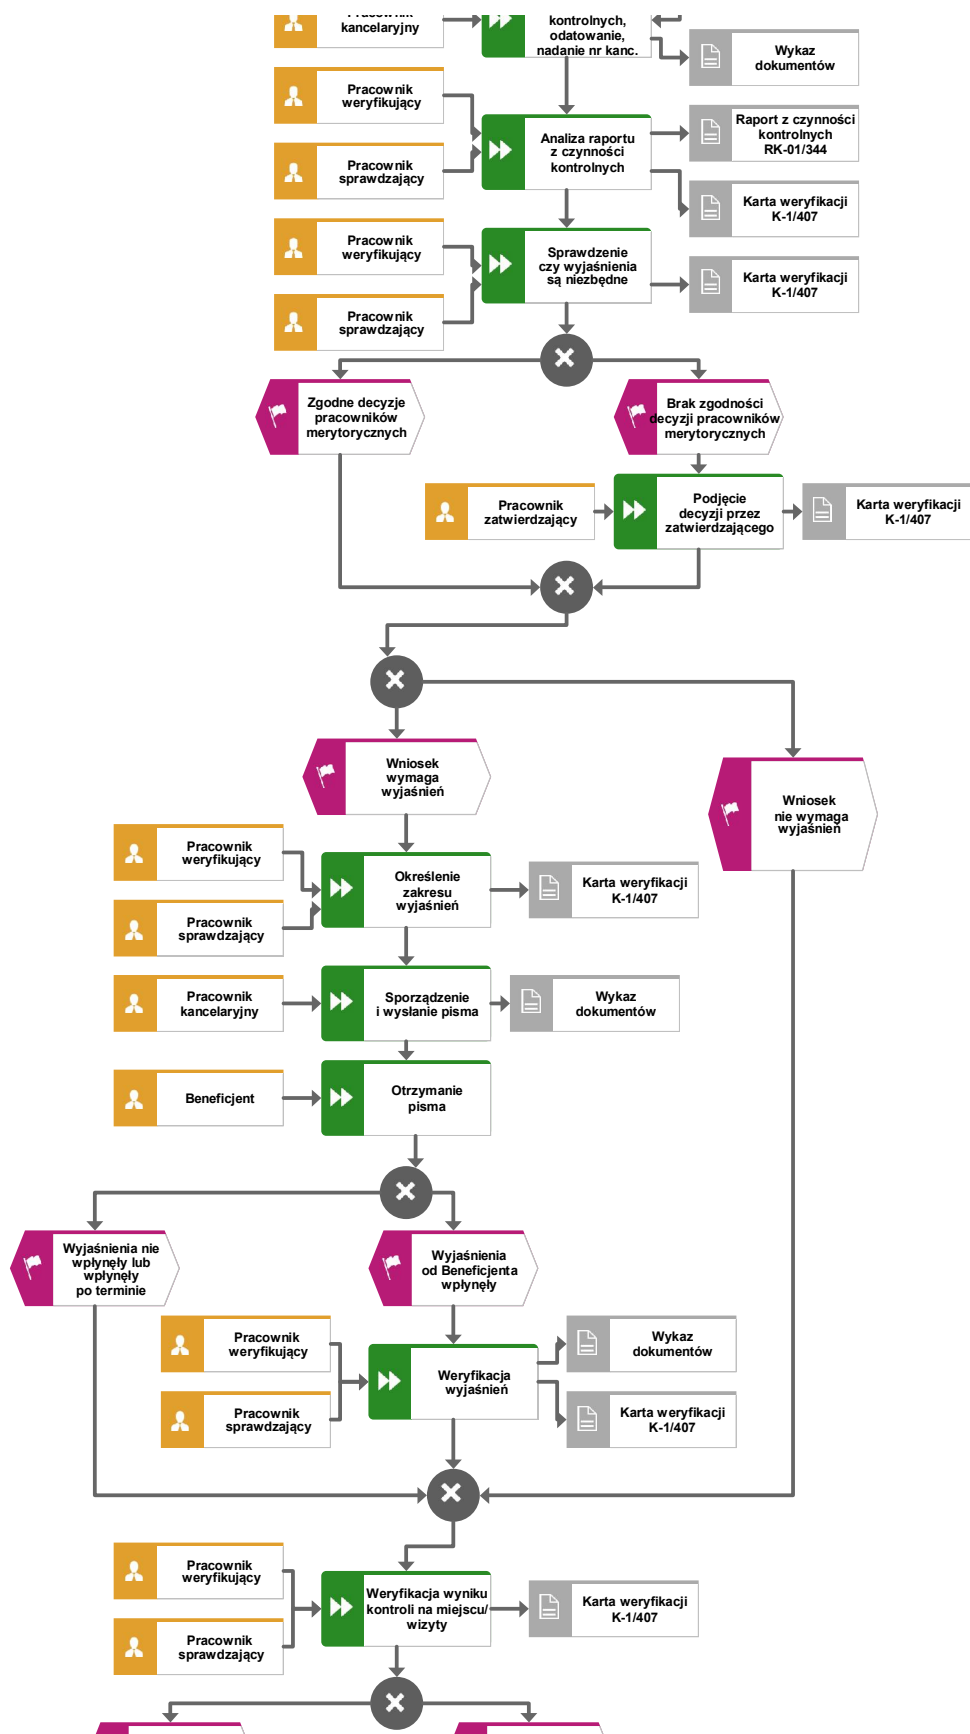 Pracownik
kancelaryjny
kontrolnych,
odatowanie,
nadanie nr kanc.
Wykaz
dokumentów
Pracownik
weryfikujący
Pracownik
sprawdzający
Analiza raportu
z czynności
kontrolnych
Raport z czynności
kontrolnych
RK-01/344
Karta weryfikacji
K-1/407
Pracownik
weryfikujący
Pracownik
sprawdzający
Sprawdzenie
czy wyjaśnienia
są niezbędne
Karta weryfikacji
K-1/407
Zgodne decyzje
pracowników
merytorycznych
Brak zgodności
decyzji pracowników
merytorycznych
Pracownik
zatwierdzający
Podjęcie
decyzji przez
zatwierdzającego
Karta weryfikacji
K-1/407
Wniosek
wymaga
wyjaśnień
Wniosek
nie wymaga
wyjaśnień
Pracownik
weryfikujący
Pracownik
sprawdzający
Określenie
zakresu
wyjaśnień
Karta weryfikacji
K-1/407
Pracownik
kancelaryjny
Sporządzenie
i wysłanie pisma
Wykaz
dokumentów
Beneficjent
Otrzymanie
pisma
Wyjaśnienia nie
wpłynęły lub
wpłynęły
po terminie
Wyjaśnienia
od Beneficjenta
wpłynęły
Pracownik
weryfikujący
Pracownik
sprawdzający
Weryfikacja
wyjaśnień
Wykaz
dokumentów
Karta weryfikacji
K-1/407
Pracownik
weryfikujący
Pracownik
sprawdzający
Weryfikacja wyniku
kontroli na miejscu/
wizyty
Karta weryfikacji
K-1/407